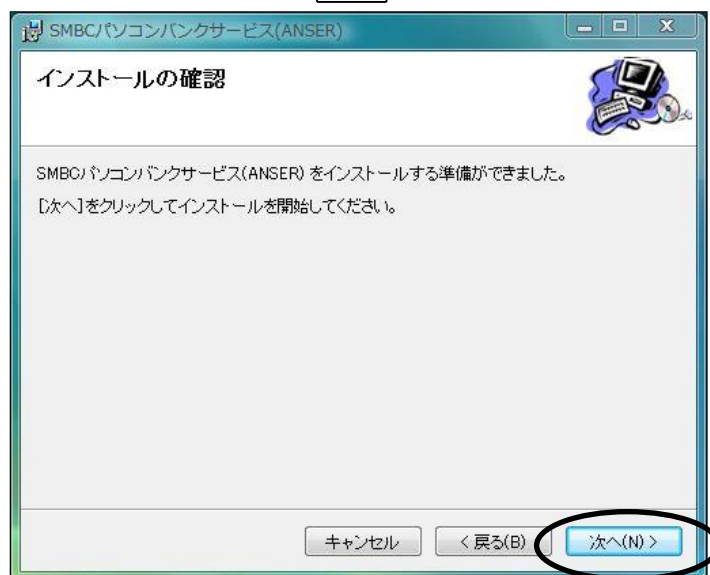 SMBCパソコンバンクサービス(ANSER)
インストールの確認
SMBCパソコンバンクサービス(ANSER) をインストールする準備ができました。
[次へ]をクリックしてインストールを開始してください。
キャンセル
< 戻る(B)
次へ(N) >